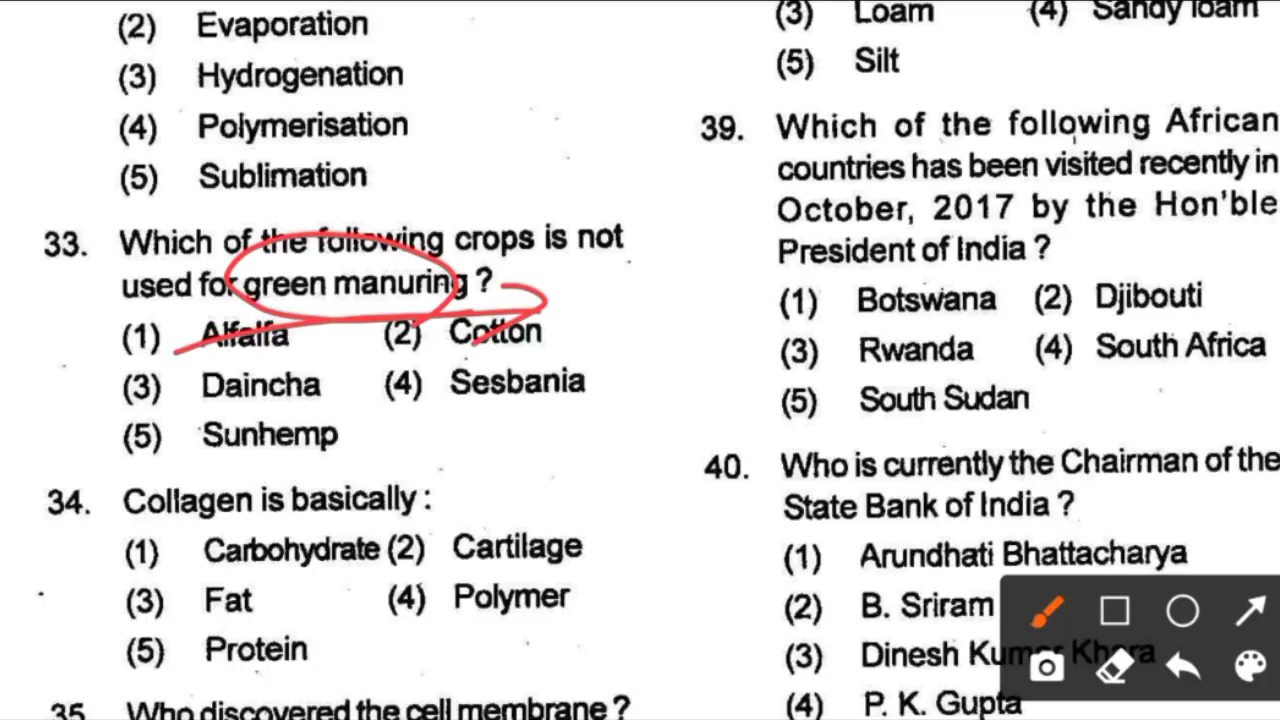 (2) Evaporation
(3) Hydrogenation
(4) Polymerisation
(5) Sublimation
33. Which of the following crops is not
used for green manuring ?
(1) Alfalfa (2) Cotton
(3) Daincha (4) Sesbania
(5) Sunhemp
34. Collagen is basically :
(1) Carbohydrate (2) Cartilage
(3) Fat (4) Polymer
(5) Protein
35. Who discovered the cell membrane ?
(3) Loam (4) Sandy loam
(5) Silt
39. Which of the following African
countries has been visited recently in
October, 2017 by the Hon'ble
President of India ?
(1) Botswana (2) Djibouti
(3) Rwanda (4) South Africa
(5) South Sudan
40. Who is currently the Chairman of the
State Bank of India ?
(1) Arundhati Bhattacharya
(2) B. Sriram
(3) Dinesh Kumar Khara
(4) P. K. Gupta